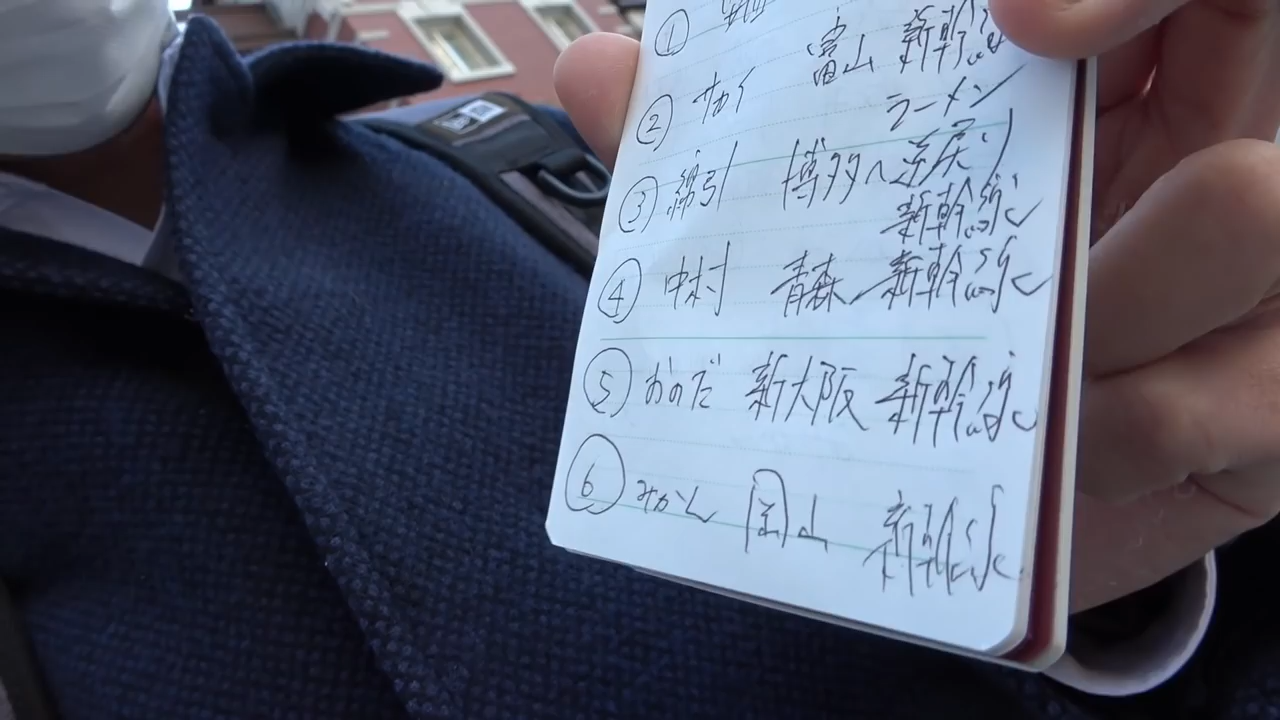 ①
② サカイ 富山 新幹線
ラーメン
③ 綿引 博多へ逆戻り
新幹線
④ 中村 青森 新幹線
⑤ おのだ 新大阪 新幹線
⑥ みかん 岡山 新幹線